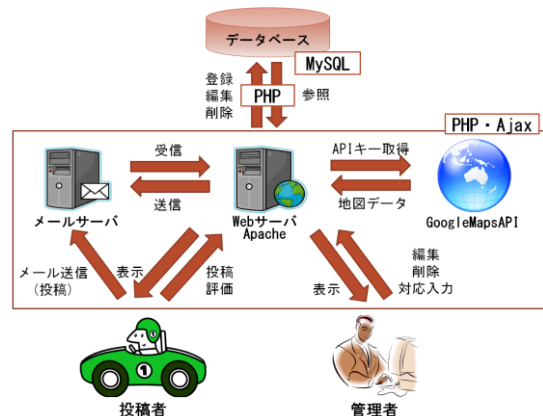 データベース
MySQL
登録
編集
削除
PHP
参照
PHP・Ajax
受信
送信
APIキー取得
地図データ
メールサーバ
Webサーバ
Apache
GoogleMapsAPI
メール送信
(投稿)
表示
投稿
評価
表示
編集
削除
対応入力
1
投稿者
管理者